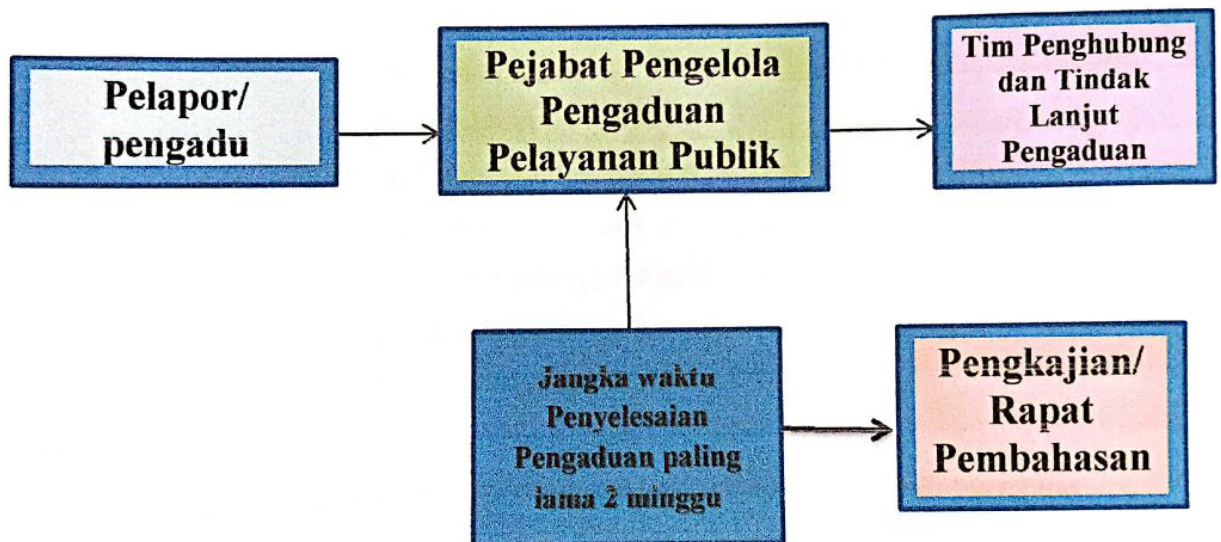 Pelapor/
pengadu
Pejabat Pengelola
Pengaduan
Pelayanan Publik
Tim Penghubung
dan Tindak
Lanjut
Pengaduan
Jangka waktu
Penyelesaian
Pengaduan paling
lama 2 minggu
Pengkajian/
Rapat
Pembahasan